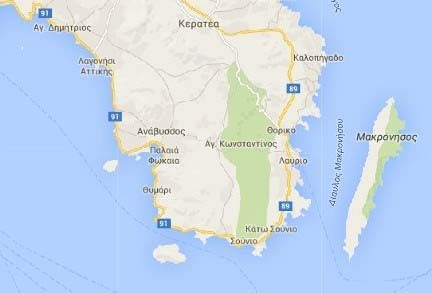 91
Κερατέα
Αγ. Δημήτριος
Λαγονήσι
Αττικής
Καλοπήγαδο
89
91
Ανάβυσσος
Θορικό
Μακρόνησος
Αγ. Κωνσταντίνος
Παλαιά
Φώκαια
Λαύριο
Δίαυλος Μακρονήσου
Θυμάρι
89
91
Κάτω Σούνιο
Σούνιο